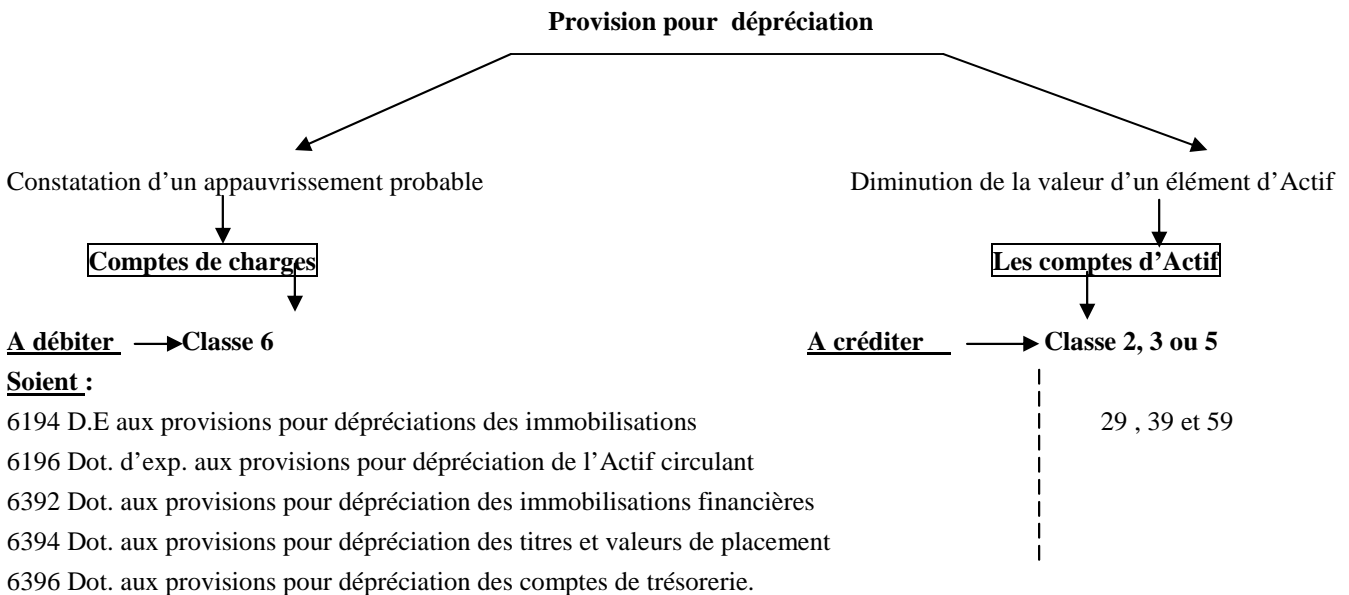 Provision pour dépréciation
Constatation d’un appauvrissement probable
Diminution de la valeur d’un élément d’Actif
Comptes de charges
Les comptes d’Actif
A débiter Classe 6
A créditer Classe 2, 3 ou 5
Soient :
6194 D.E aux provisions pour dépréciations des immobilisations
29 , 39 et 59
6196 Dot. d’exp. aux provisions pour dépréciation de l’Actif circulant
6392 Dot. aux provisions pour dépréciation des immobilisations financières
6394 Dot. aux provisions pour dépréciation des titres et valeurs de placement
6396 Dot. aux provisions pour dépréciation des comptes de trésorerie.